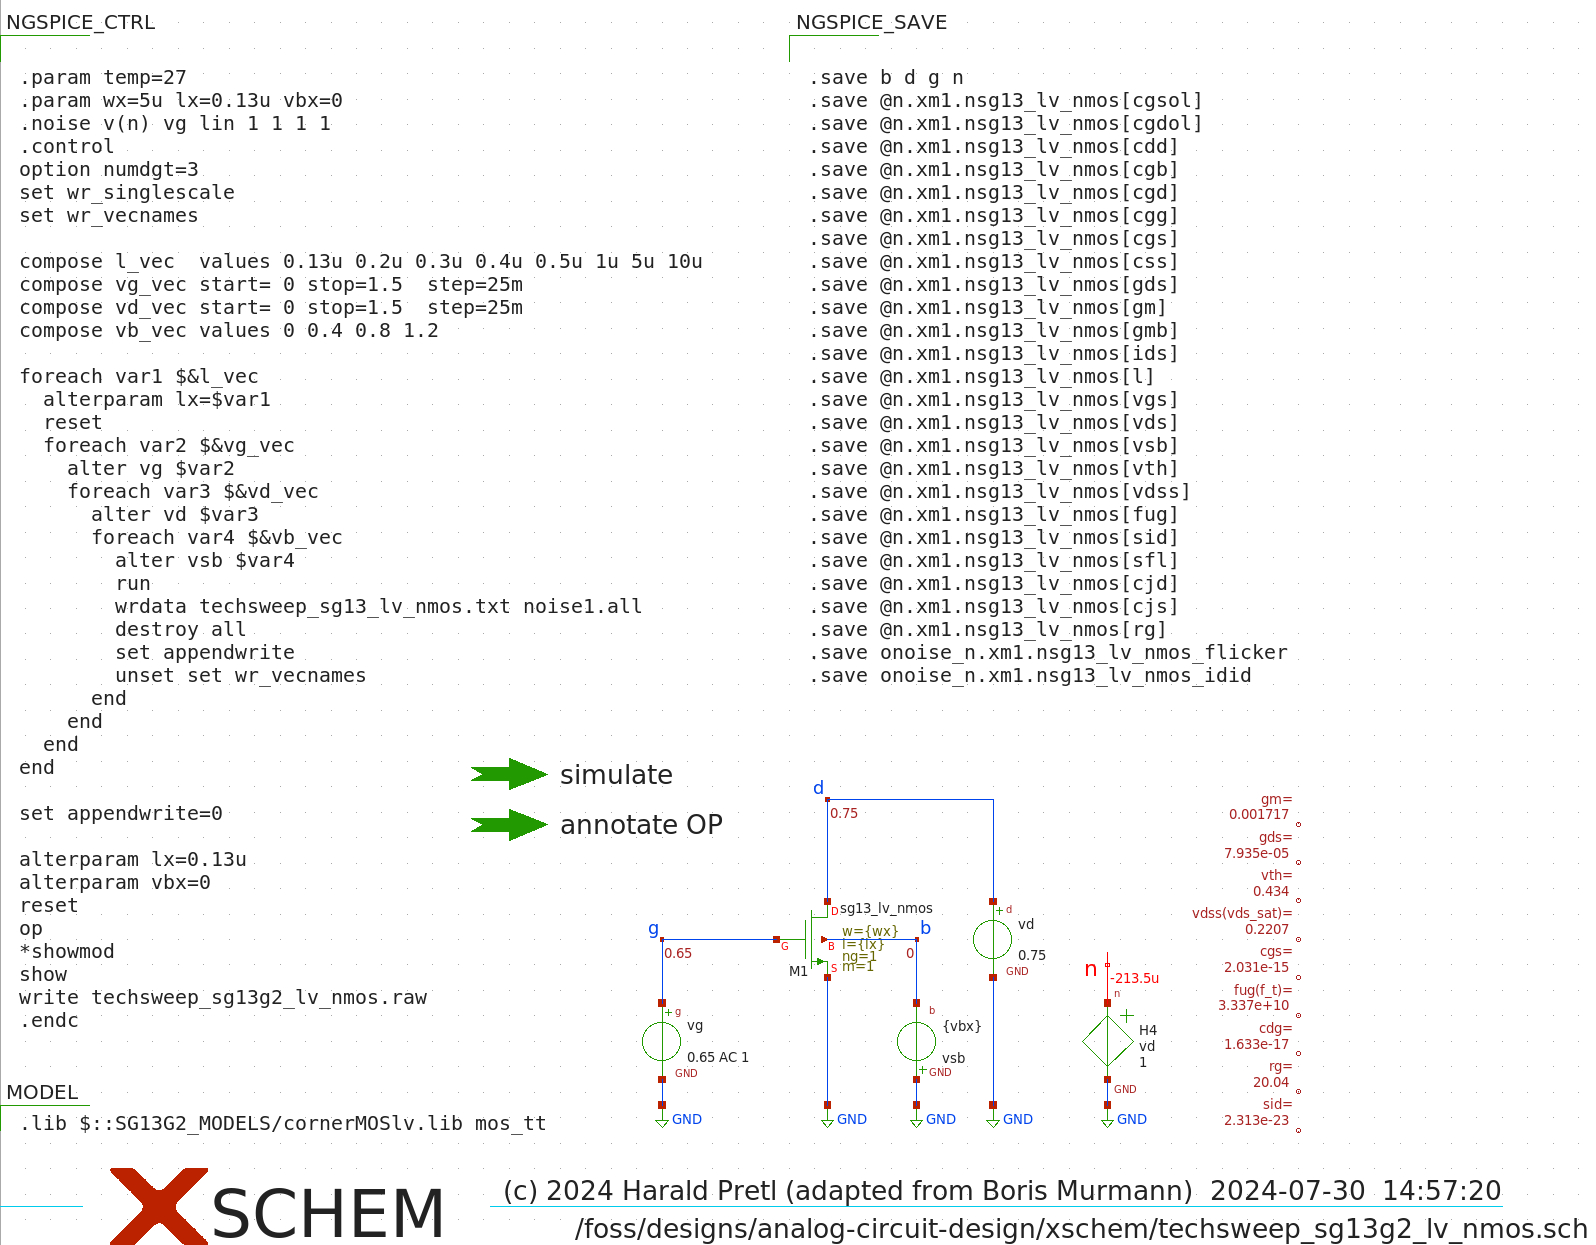 NGSPICE_CTRL
.param temp=27
.param wx=5u lx=0.13u vbx=0
.noise v(n) vg lin 1 1 1 1
.control
option numdgt=3
set wr_singlescale
set wr_vecnames
compose l_vec  values 0.13u 0.2u 0.3u 0.4u 0.5u 1u 5u 10u
compose vg_vec start= 0 stop=1.5  step=25m
compose vd_vec start= 0 stop=1.5  step=25m
compose vb_vec values 0 0.4 0.8 1.2
foreach var1 $&l_vec
  alterparam lx=$var1
  reset
  foreach var2 $&vg_vec
    alter vg $var2
    foreach var3 $&vd_vec
      alter vd $var3
      foreach var4 $&vb_vec
        alter vsb $var4
        run
        wrdata techsweep_sg13_lv_nmos.txt noise1.all
        destroy all
        set appendwrite
        unset set wr_vecnames
      end
    end
  end
end
set appendwrite=0
alterparam lx=0.13u
alterparam vbx=0
reset
op
*showmod
show
write techsweep_sg13g2_lv_nmos.raw
.endc
MODEL
.lib $::SG13G2_MODELS/cornerMOSlv.lib mos_tt
NGSPICE_SAVE
.save b d g n
.save @n.xm1.nsg13_lv_nmos[cgsol]
.save @n.xm1.nsg13_lv_nmos[cgdol]
.save @n.xm1.nsg13_lv_nmos[cdd]
.save @n.xm1.nsg13_lv_nmos[cgb]
.save @n.xm1.nsg13_lv_nmos[cgd]
.save @n.xm1.nsg13_lv_nmos[cgg]
.save @n.xm1.nsg13_lv_nmos[cgs]
.save @n.xm1.nsg13_lv_nmos[css]
.save @n.xm1.nsg13_lv_nmos[gds]
.save @n.xm1.nsg13_lv_nmos[gm]
.save @n.xm1.nsg13_lv_nmos[gmb]
.save @n.xm1.nsg13_lv_nmos[ids]
.save @n.xm1.nsg13_lv_nmos[l]
.save @n.xm1.nsg13_lv_nmos[vgs]
.save @n.xm1.nsg13_lv_nmos[vds]
.save @n.xm1.nsg13_lv_nmos[vsb]
.save @n.xm1.nsg13_lv_nmos[vth]
.save @n.xm1.nsg13_lv_nmos[vdss]
.save @n.xm1.nsg13_lv_nmos[fug]
.save @n.xm1.nsg13_lv_nmos[sid]
.save @n.xm1.nsg13_lv_nmos[sfl]
.save @n.xm1.nsg13_lv_nmos[cjd]
.save @n.xm1.nsg13_lv_nmos[cjs]
.save @n.xm1.nsg13_lv_nmos[rg]
.save onoise_n.xm1.nsg13_lv_nmos_flicker
.save onoise_n.xm1.nsg13_lv_nmos_idid
simulate
annotate OP
d
0.75
g
0.65
G
D
sg13_lv_nmos
w={wx}
l={lx}
ng=1
m=1
B
S
M1
b
0
g
vg
0.65 AC 1
GND
GND
GND
b
{vbx}
vsb
GND
GND
d
vd
0.75
GND
GND
n
-213.5u
n
H4
vd
1
GND
GND
gm=
0.001717
gds=
7.935e-05
vth=
0.434
vdss(vds_sat)=
0.2207
cgs=
2.031e-15
fug(f_t)=
3.337e+10
cdg=
1.633e-17
rg=
20.04
sid=
2.313e-23
XSCHEM
(c) 2024 Harald Pretl (adapted from Boris Murmann)  2024-07-30  14:57:20
/foss/designs/analog-circuit-design/xschem/techsweep_sg13g2_lv_nmos.sch